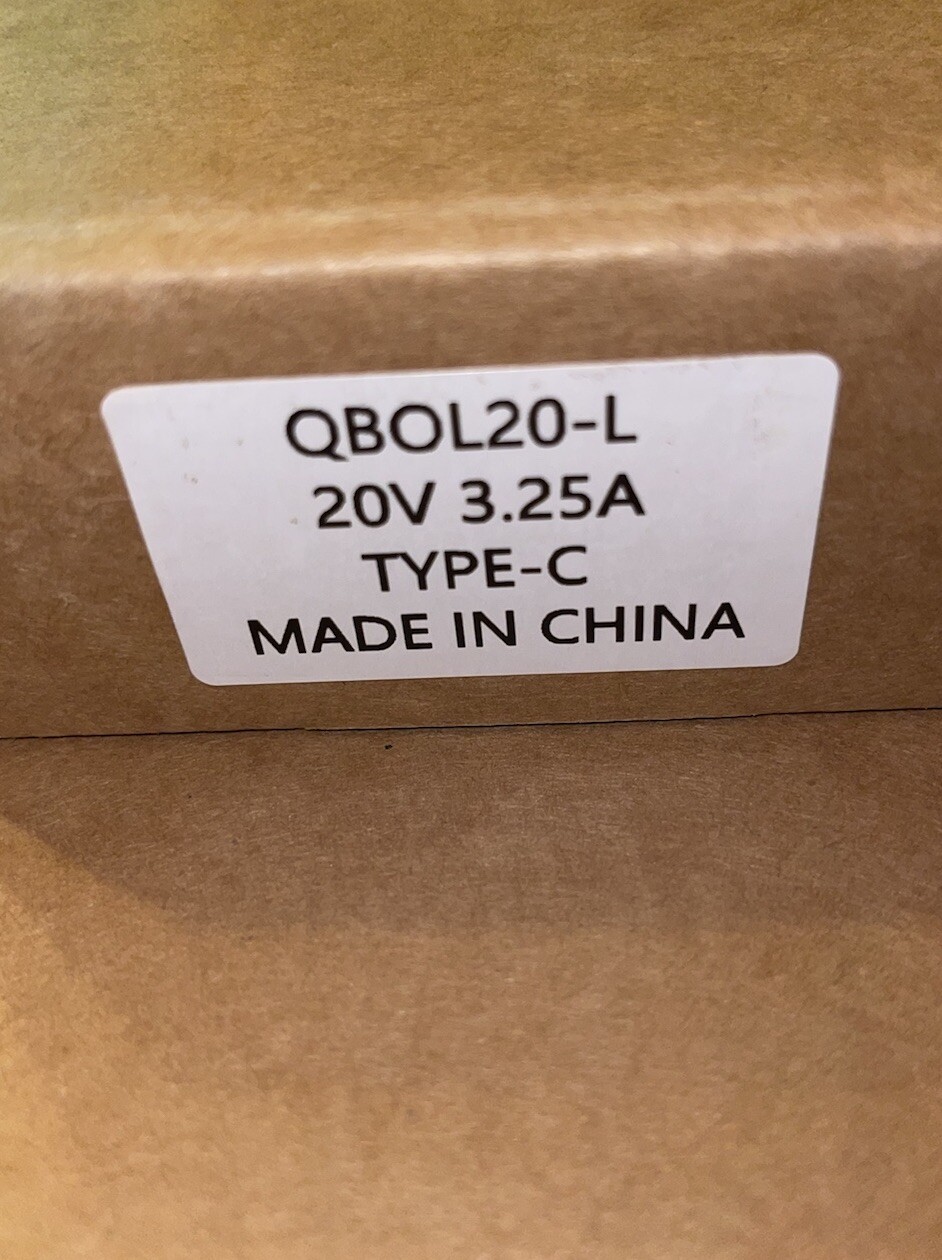 QBOL20-L
20V 3.25A
TYPE-C
MADE IN CHINA